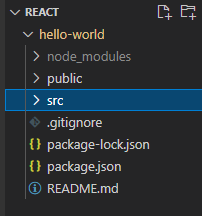 REACT
hello-world
node_modules
public
src
.gitignore
package-lock.json
package.json
README.md